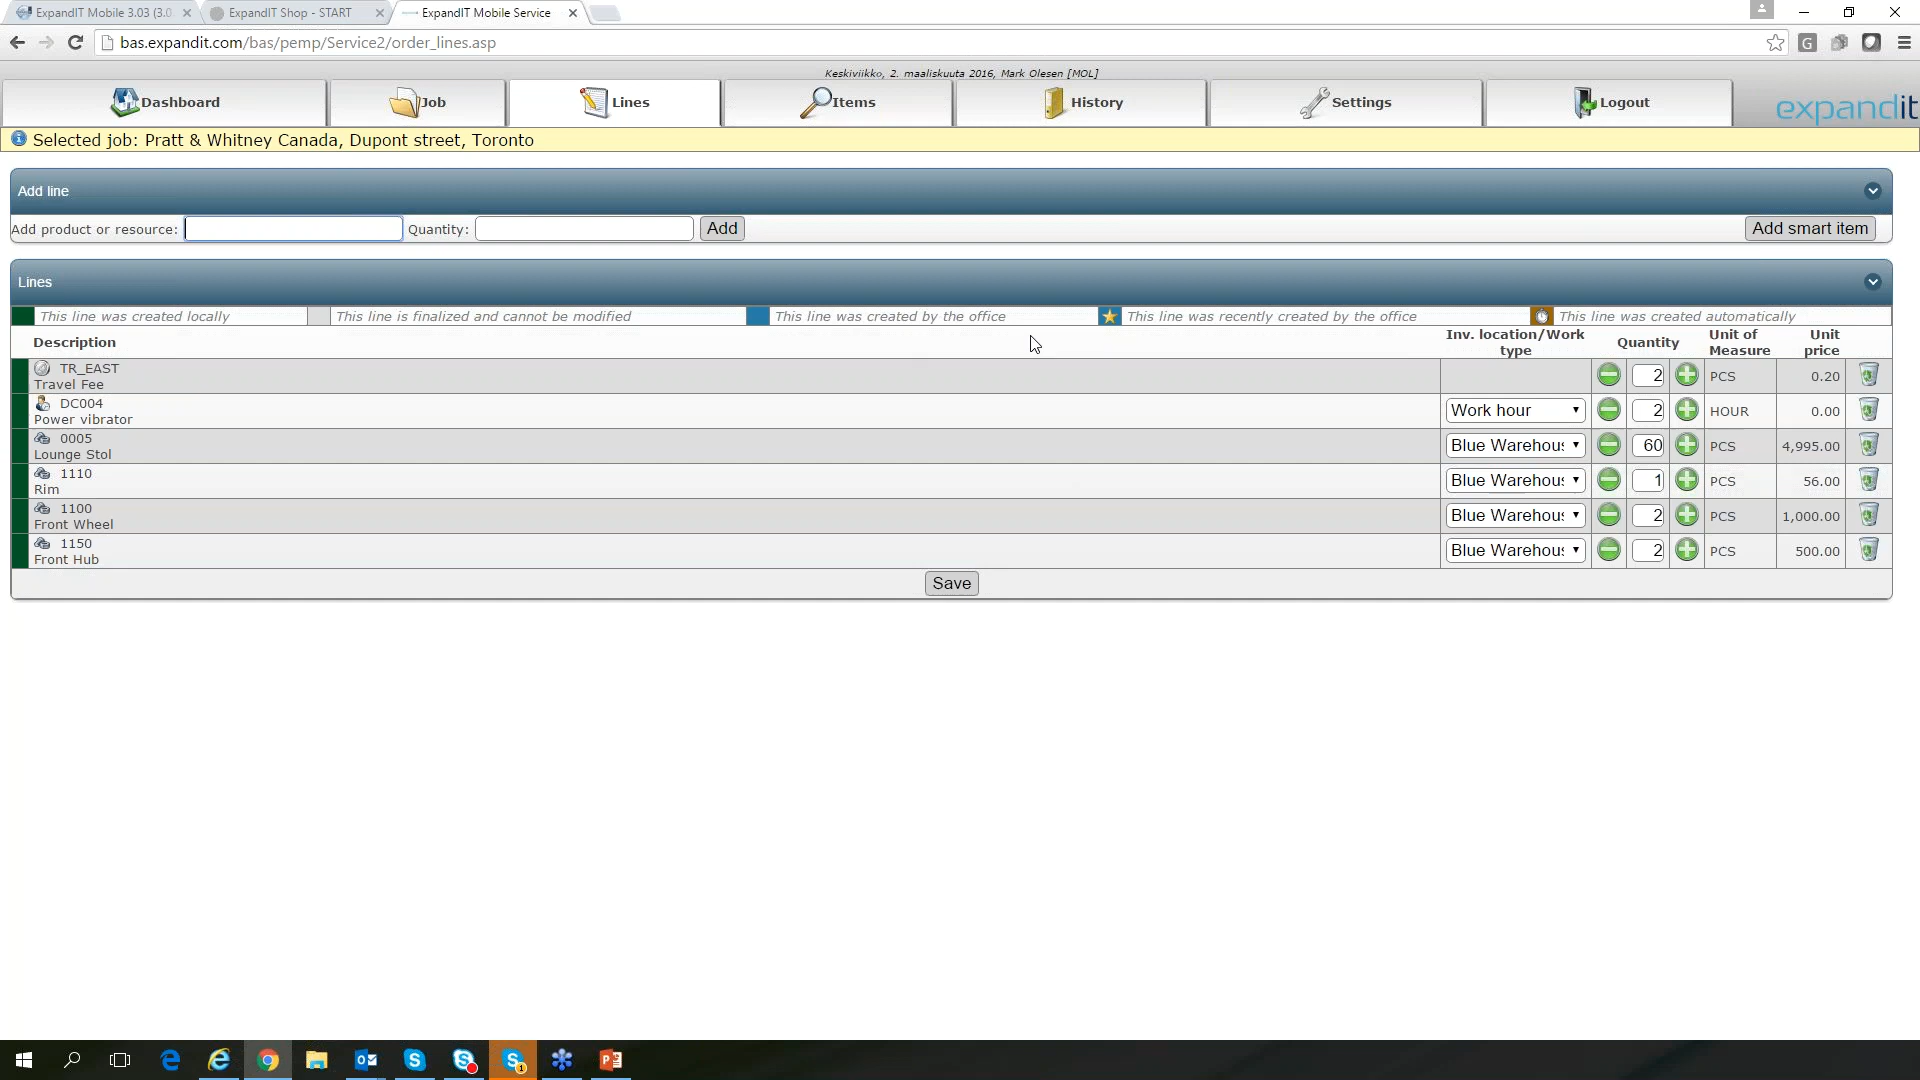 ExpandIT Mobile 3.03 (3.0
ExpandIT Shop - START
ExpandIT Mobile Service
bas.expandit.com/bas/pemp/Service2/order_lines.asp
Keskiviikko, 2. maaliskuuta 2016, Mark Olesen [MOL]
Dashboard
Job
Lines
Items
History
Settings
Logout
expandit
Selected job: Pratt & Whitney Canada, Dupont street, Toronto
Add line
Add product or resource:
Quantity:
Add
Add smart item
Lines
This line was created locally
This line is finalized and cannot be modified
This line was created by the office
This line was recently created by the office
This line was created automatically
Description
Inv. location/Work type
Quantity
Unit of Measure
Unit price
TR_EAST
Travel Fee
2
PCS
0.20
DC004
Power vibrator
Work hour
2
HOUR
0.00
0005
Lounge Stol
Blue Warehous
60
PCS
4,995.00
1110
Rim
Blue Warehous
1
PCS
56.00
1100
Front Wheel
Blue Warehous
2
PCS
1,000.00
1150
Front Hub
Blue Warehous
2
PCS
500.00
Save